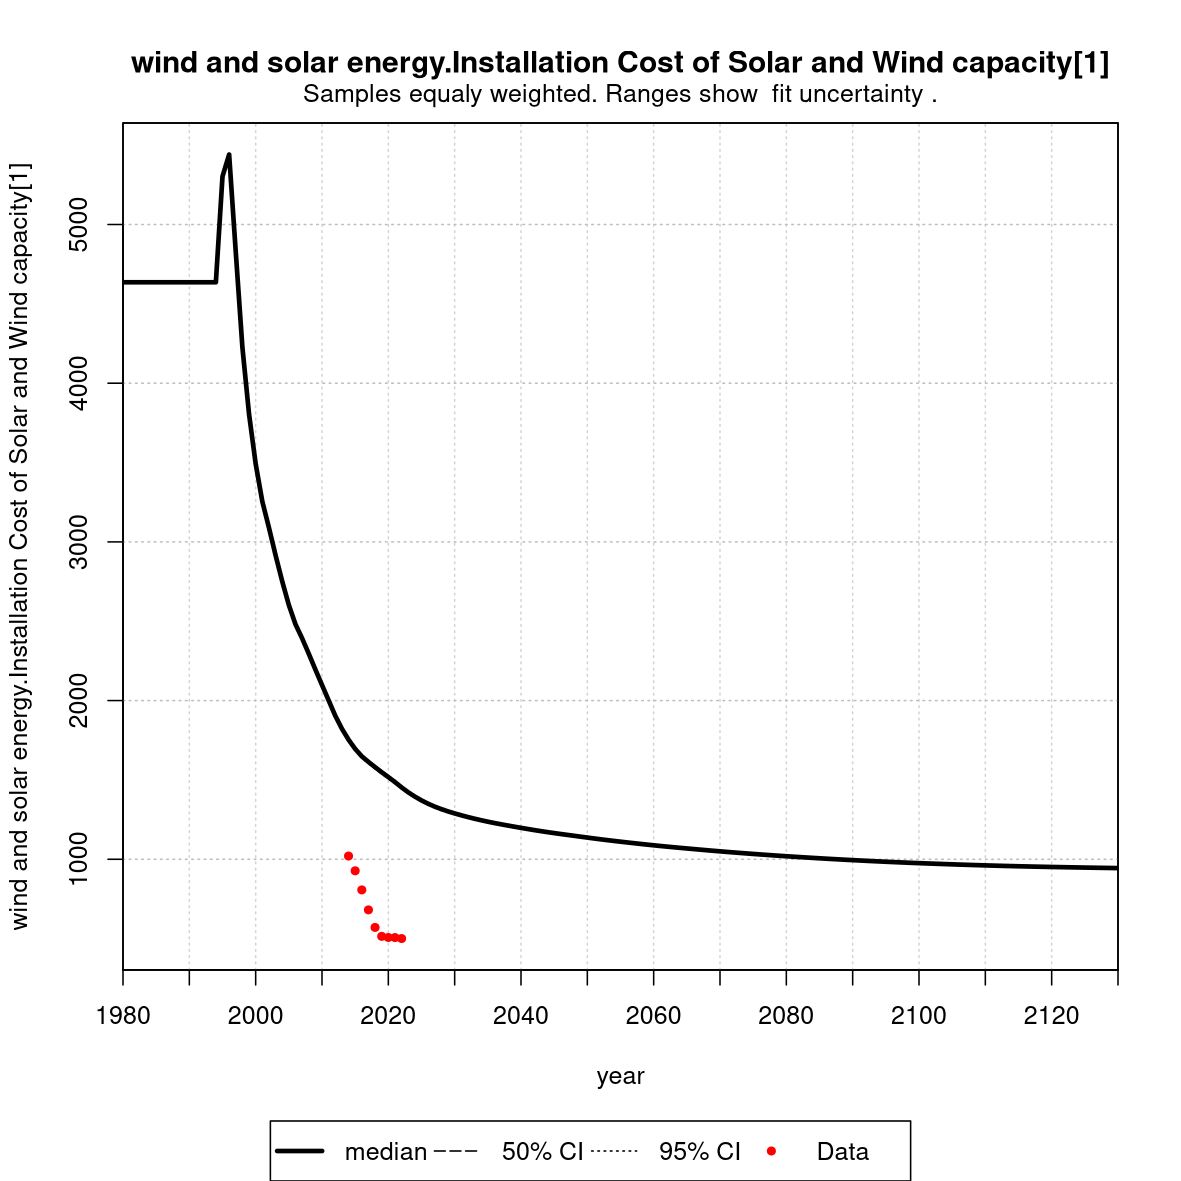 wind and solar energy.Installation Cost of Solar and Wind capacity[1]
Samples equaly weighted. Ranges show  fit uncertainty .
wind and solar energy.Installation Cost of Solar and Wind capacity[1]
5000
4000
3000
2000
1000
1980 2000 2020 2040 2060 2080 2100 2120
year
median 50% CI 95% CI Data